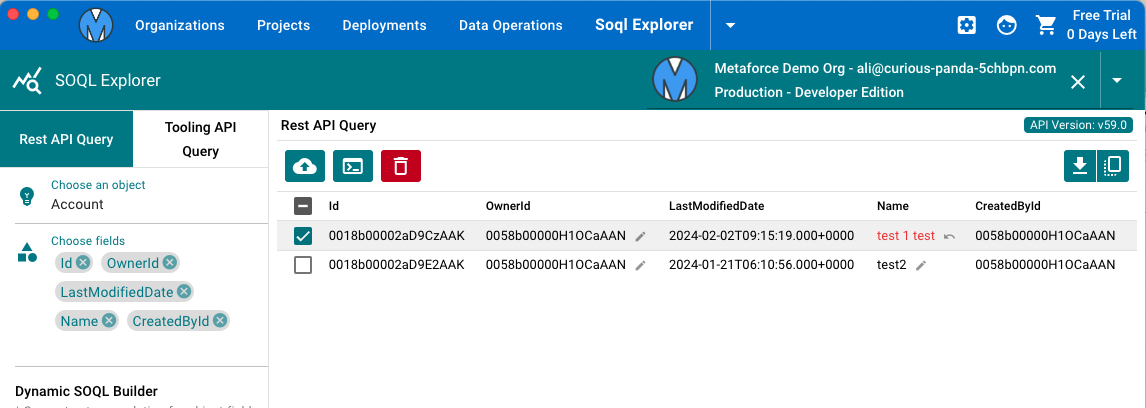 Organizations Projects Deployments Data Operations Soql Explorer
Free Trial
0 Days Left
SOQL Explorer
Metaforce Demo Org - ali@curious-panda-5chbpn.com
Production - Developer Edition
Rest API Query
Tooling API
Query
Choose an object
Account
Choose fields
Id OwnerId
LastModifiedDate
Name CreatedById
Dynamic SOQL Builder
Rest API Query
API Version: v59.0
Id OwnerId LastModifiedDate Name CreatedById
0018b00002aD9CzAAK 0058b00000H1OCaAAN 2024-02-02T09:15:19.000+0000 test 1 test 0058b00000H1OCaAAN
0018b00002aD9E2AAK 0058b00000H1OCaAAN 2024-01-21T06:10:56.000+0000 test2 0058b00000H1OCaAAN